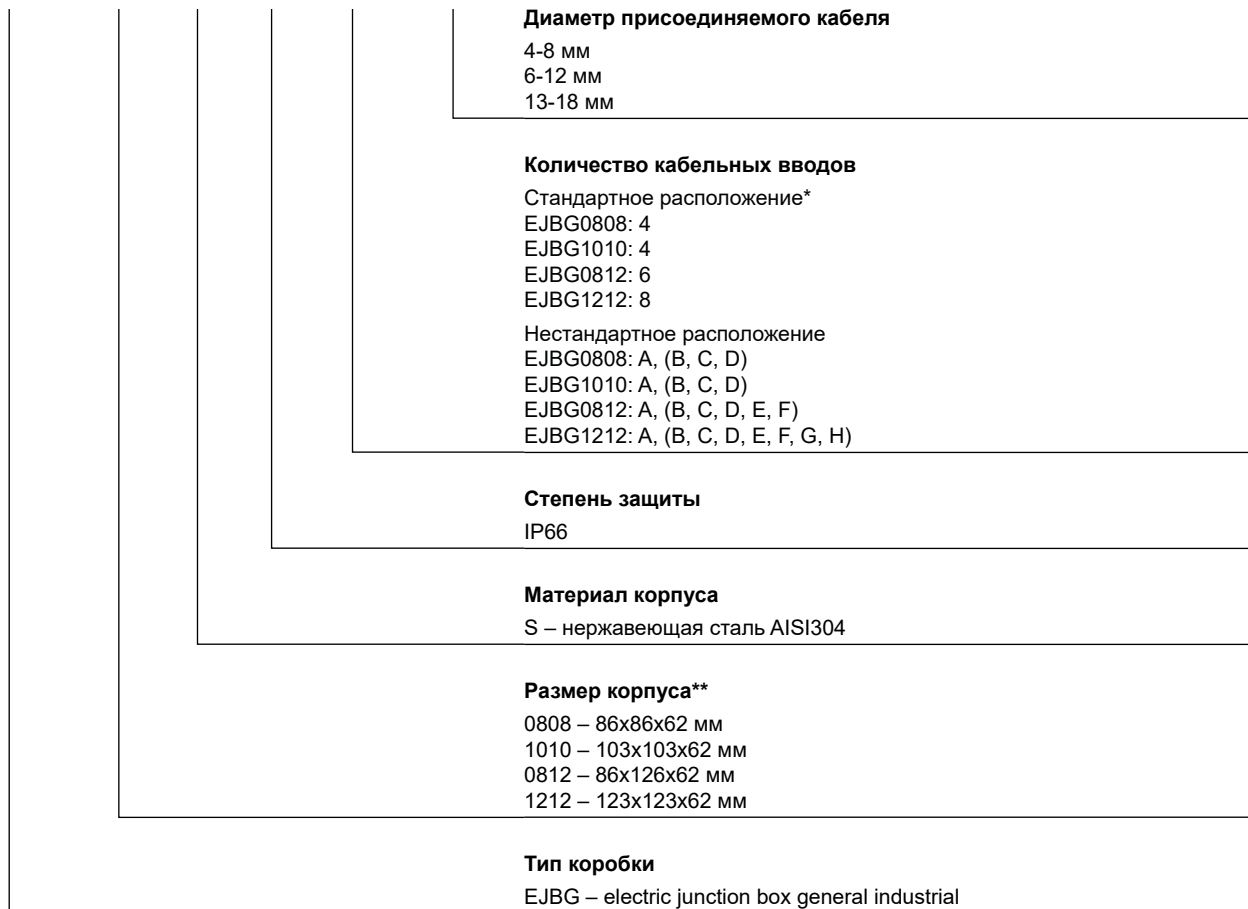 Диаметр присоединяемого кабеля
4-8 мм
6-12 мм
13-18 мм
Количество кабельных вводов
Стандартное расположение*
EJBG0808: 4
EJBG1010: 4
EJBG0812: 6
EJBG1212: 8
Нестандартное расположение
EJBG0808: A, (B, C, D)
EJBG1010: A, (B, C, D)
EJBG0812: A, (B, C, D, E, F)
EJBG1212: A, (B, C, D, E, F, G, H)
Степень защиты
IP66
Материал корпуса
S – нержавеющая сталь AISI304
Размер корпуса**
0808 – 86x86x62 мм
1010 – 103x103x62 мм
0812 – 86x126x62 мм
1212 – 123x123x62 мм
Тип коробки
EJBG – electric junction box general industrial